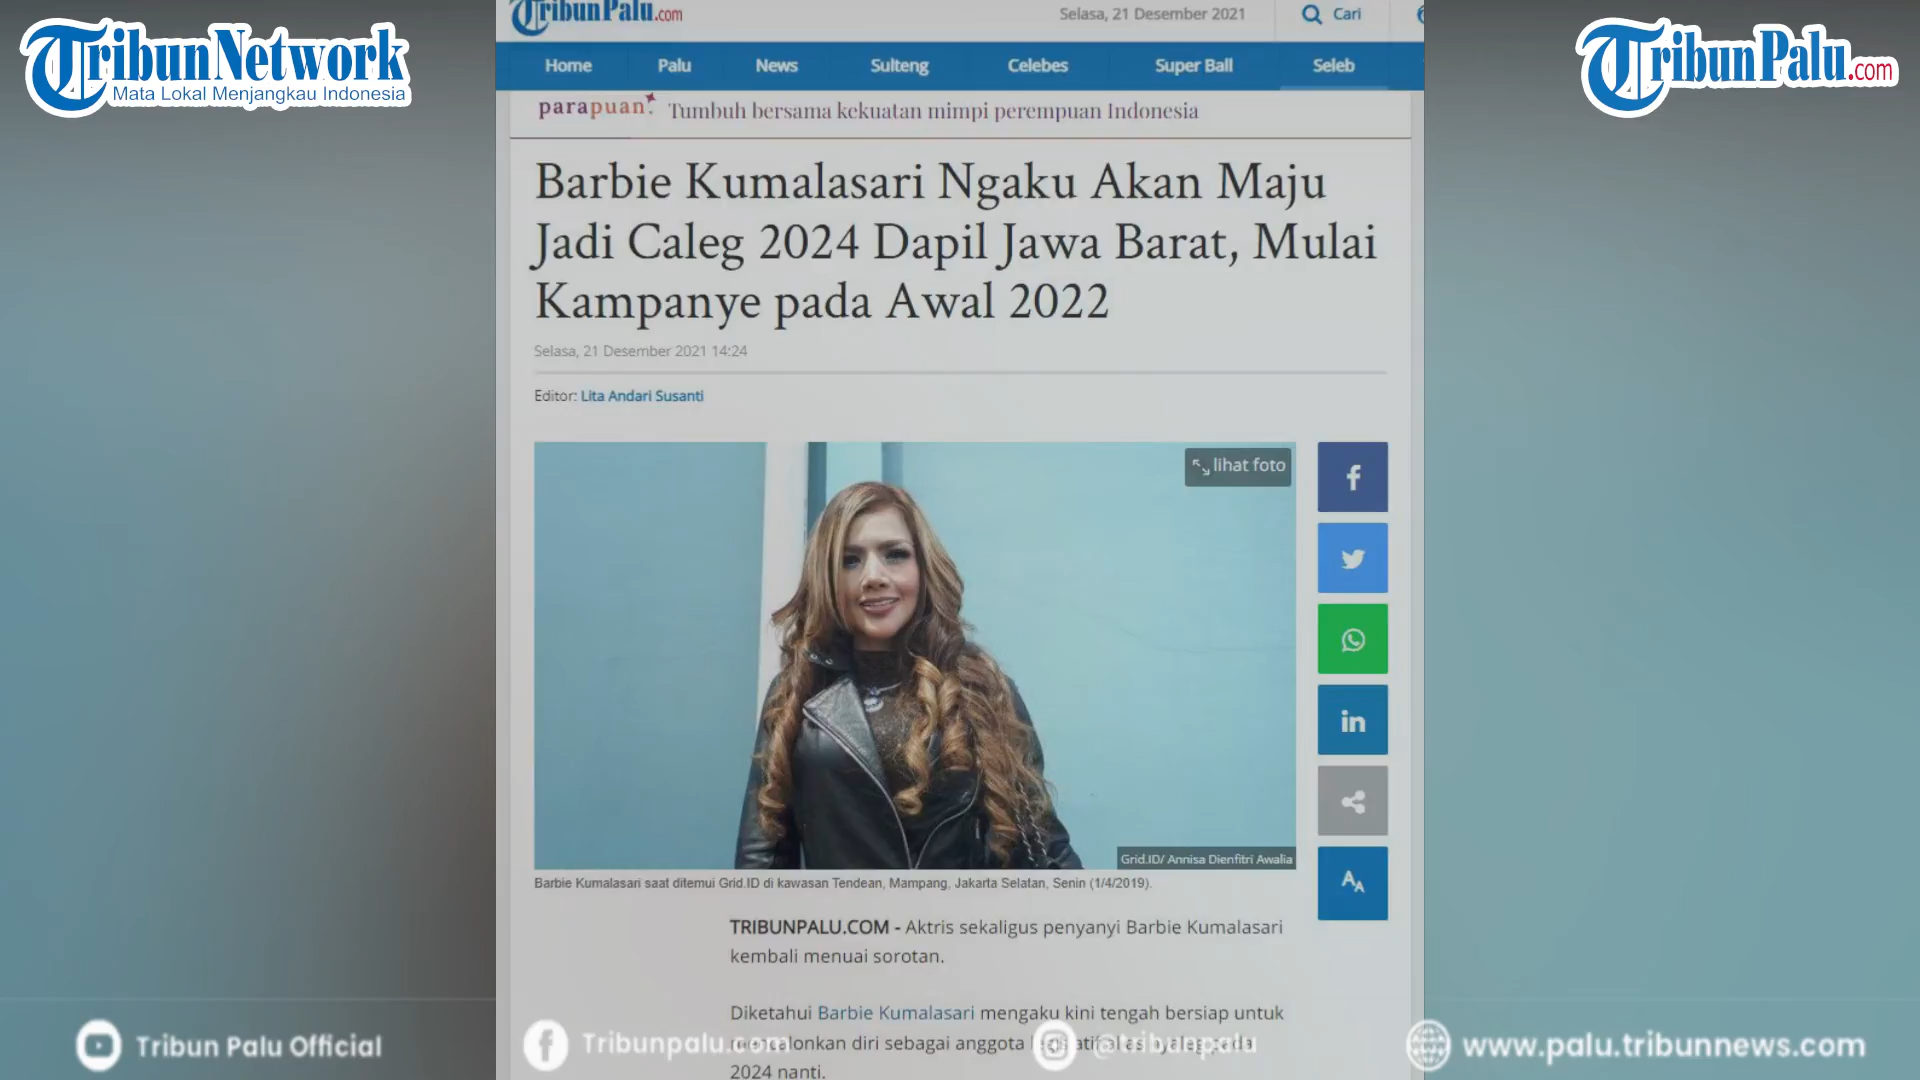 TribunNetwork
Mata Lokal Menjangkau Indonesia
TribunPalu.com
Selasa, 21 Desember 2021
Cari
TribunPalu.com
Home Palu News Sulteng Celebes Super Ball Seleb
parapuan. Tumbuh bersama kekuatan mimpi perempuan Indonesia
Barbie Kumalasari Ngaku Akan Maju
Jadi Caleg 2024 Dapil Jawa Barat, Mulai
Kampanye pada Awal 2022
Selasa, 21 Desember 2021 14:24
Editor: Lita Andari Susanti
lihat foto
Grid.ID/ Annisa Dienfitri Awalia
Barbie Kumalasari saat ditemui Grid.ID di kawasan Tendean, Mampang, Jakarta Selatan, Senin (1/4/2019).
TRIBUNPALU.COM - Aktris sekaligus penyanyi Barbie Kumalasari
kembali menuai sorotan.
Diketahui Barbie Kumalasari mengaku kini tengah bersiap untuk
diri sebagai anggota
2024 nanti.
Tribun Palu Official
Tribunpalu.com
@tribunpalu
www.palu.tribunnews.com